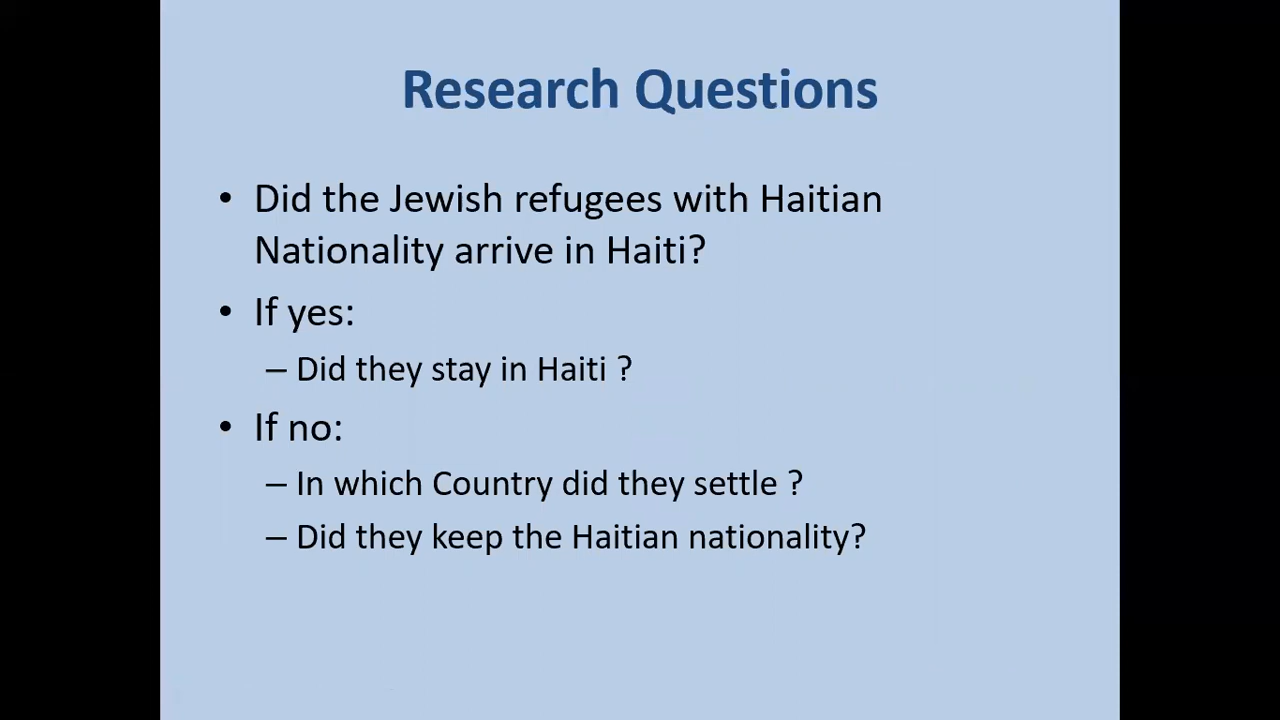 Research Questions
• Did the Jewish refugees with Haitian
Nationality arrive in Haiti?
• If yes:
– Did they stay in Haiti ?
• If no:
– In which Country did they settle ?
– Did they keep the Haitian nationality?